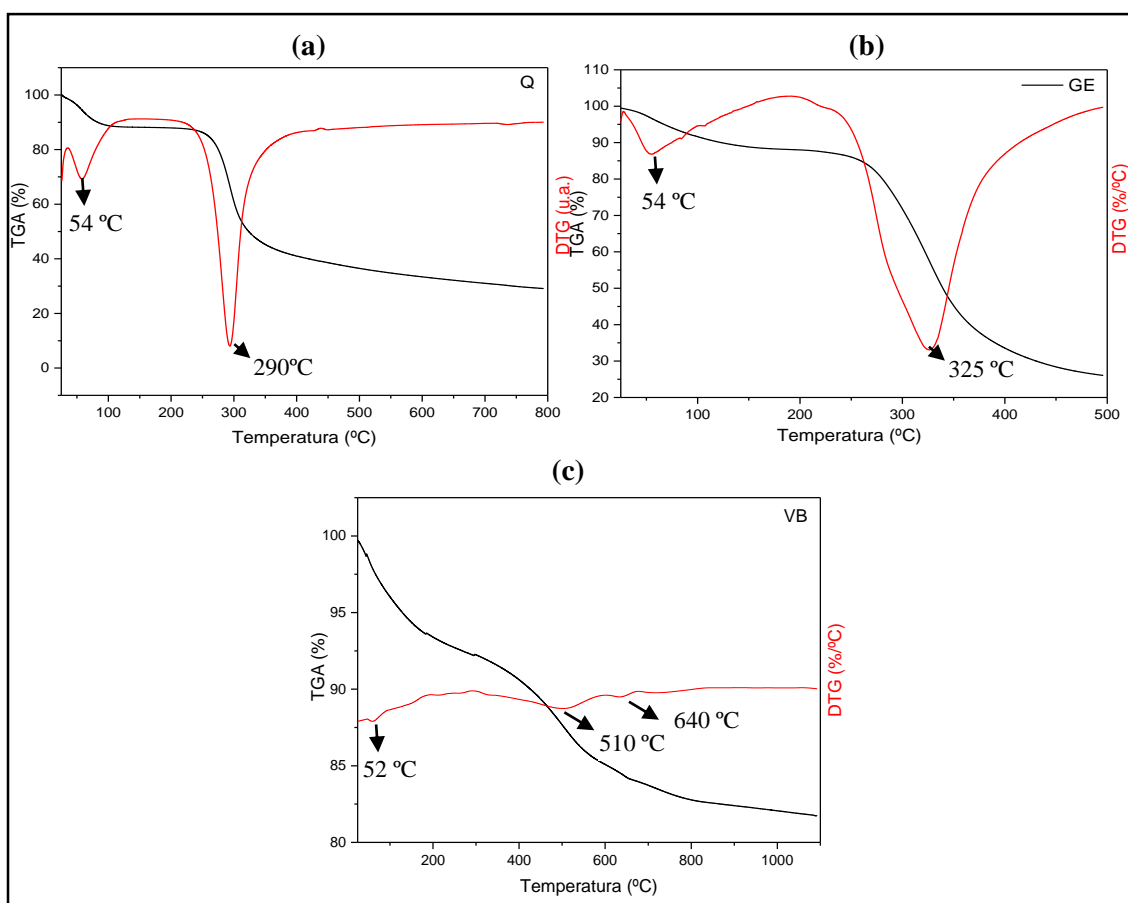 (a)
Q
100
80
60
40
20
0
TGA (%)
DTG (u.a.)
54 ºC
290ºC
100 200 300 400 500 600 700 800
Temperatura (ºC)
(b)
GE
110
100
90
80
70
60
50
40
30
20
TGA (%)
DTG (%/ºC)
54 ºC
325 ºC
100 200 300 400 500
Temperatura (ºC)
(c)
VB
100
95
90
85
80
TGA (%)
DTG (%/ºC)
52 ºC
510 ºC
640 ºC
200 400 600 800 1000
Temperatura (ºC)